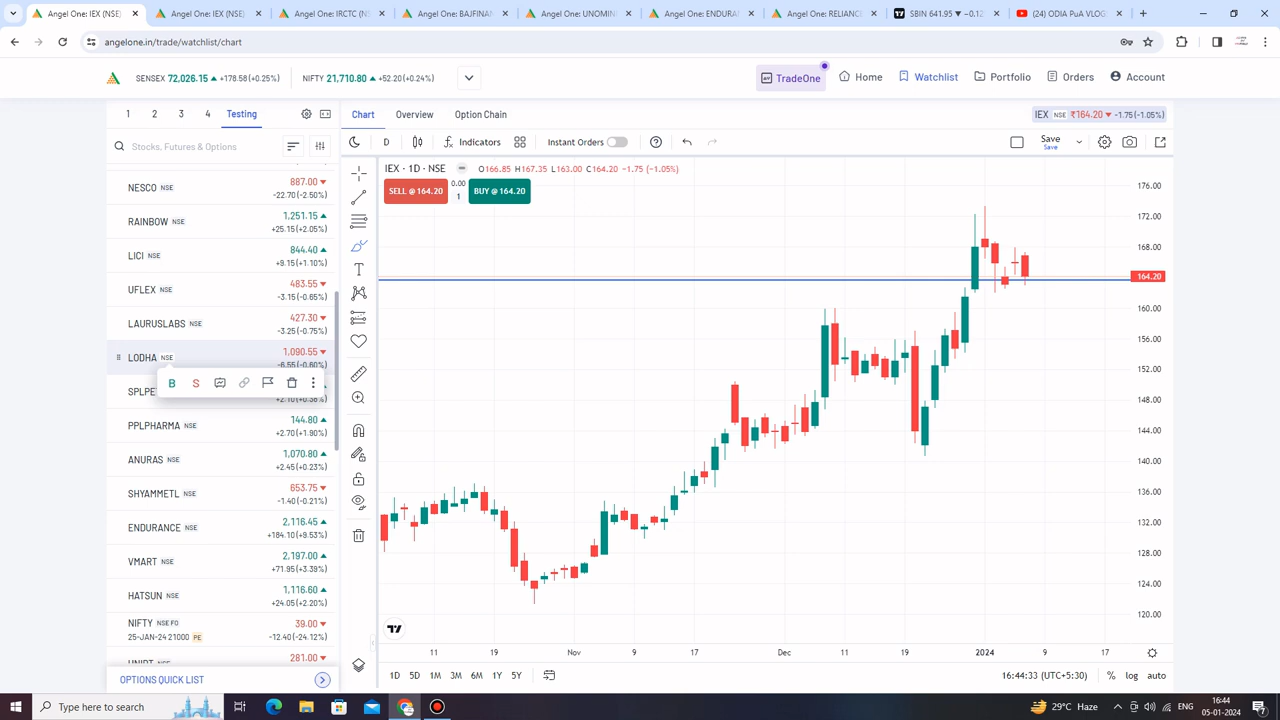 Angel One: IEX (NSE)
Angel One: IEX (NSE)
Angel One: IRCTC (NS
Angel One: BAJFINAN
Angel One: UNOMIN
Angel One: ENDURAN
Angel One: RELIANCE
SBIN 641.95 ▼ −0.12
(24) ODIA PuA VLOG
angelone.in/trade/watchlist/chart
SENSEX 72,026.15 ▲ +178.58 (+0.25%)
NIFTY 21,710.80 ▲ +52.20 (+0.24%)
TradeOne
Home
Watchlist
Portfolio
Orders
Account
1 2 3 4 Testing
Chart Overview Option Chain
IEX NSE ₹164.20 ▼ -1.75 (-1.05%)
Stocks, Futures & Options
D Indicators Instant Orders Save
Save
IEX · 1D · NSE O166.85 H167.35 L163.00 C164.20 −1.75 (−1.05%)
SELL @ 164.20 0.00 BUY @ 164.20
1
NESCO NSE 887.00 ▼
-22.70 (-2.50%)
RAINBOW NSE 1,251.15 ▲
+25.15 (+2.05%)
LICI NSE 844.40 ▲
+9.15 (+1.10%)
UFLEX NSE 483.55 ▼
-3.15 (-0.65%)
LAURUSLABS NSE 427.30 ▼
-3.25 (-0.75%)
LODHA NSE 1,090.55 ▼
-6.55 (-0.60%)
B S
SPLPE
+2.10 (+0.38%)
PPLPHARMA NSE 144.80 ▲
+2.70 (+1.90%)
ANURAS NSE 1,070.80 ▲
+2.45 (+0.23%)
SHYAMMETL NSE 653.75 ▼
-1.40 (-0.21%)
ENDURANCE NSE 2,116.45 ▲
+184.10 (+9.53%)
VMART NSE 2,197.00 ▲
+71.95 (+3.39%)
HATSUN NSE 1,116.60 ▲
+24.05 (+2.20%)
NIFTY NSE FO 39.00 ▼
25-JAN-24 21000 PE -12.40 (-24.12%)
281.00 ▼
OPTIONS QUICK LIST
176.00
172.00
168.00
164.20
160.00
156.00
152.00
148.00
144.00
140.00
136.00
132.00
128.00
124.00
120.00
11 19 Nov 9 17 Dec 11 19 2024 9 17
1D 5D 1M 3M 6M 1Y 5Y
16:44:33 (UTC+5:30) % log auto
Type here to search
29°C Haze
ENG
16:44
05-01-2024